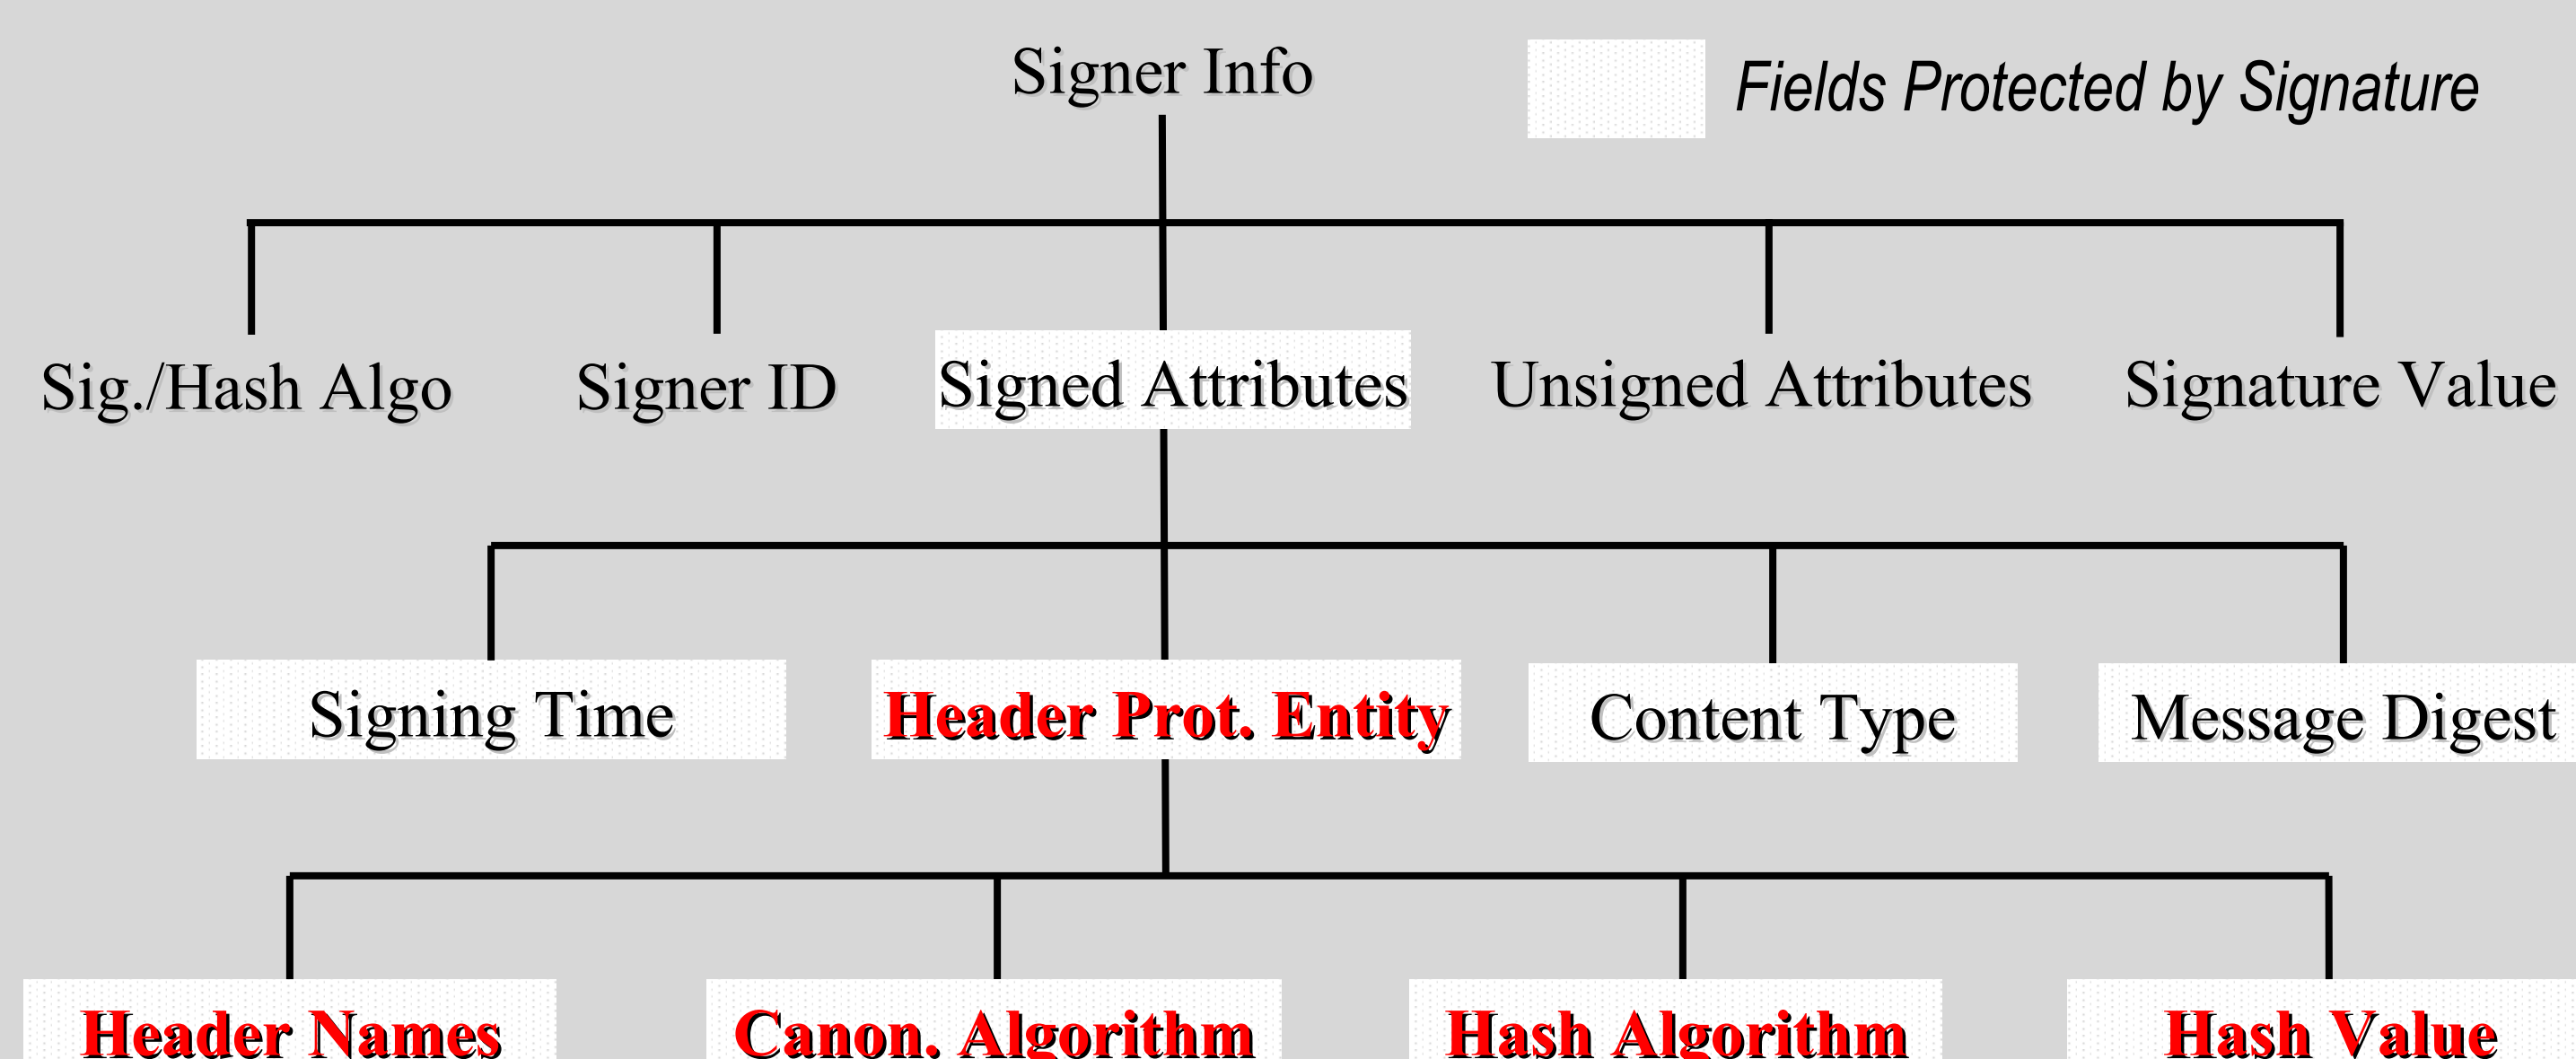 Signer Info
Fields Protected by Signature
Sig./Hash Algo
Signer ID
Signed Attributes
Unsigned Attributes
Signature Value
Signing Time
Header Prot. Entity
Content Type
Message Digest
Header Names
Canon. Algorithm
Hash Algorithm
Hash Value